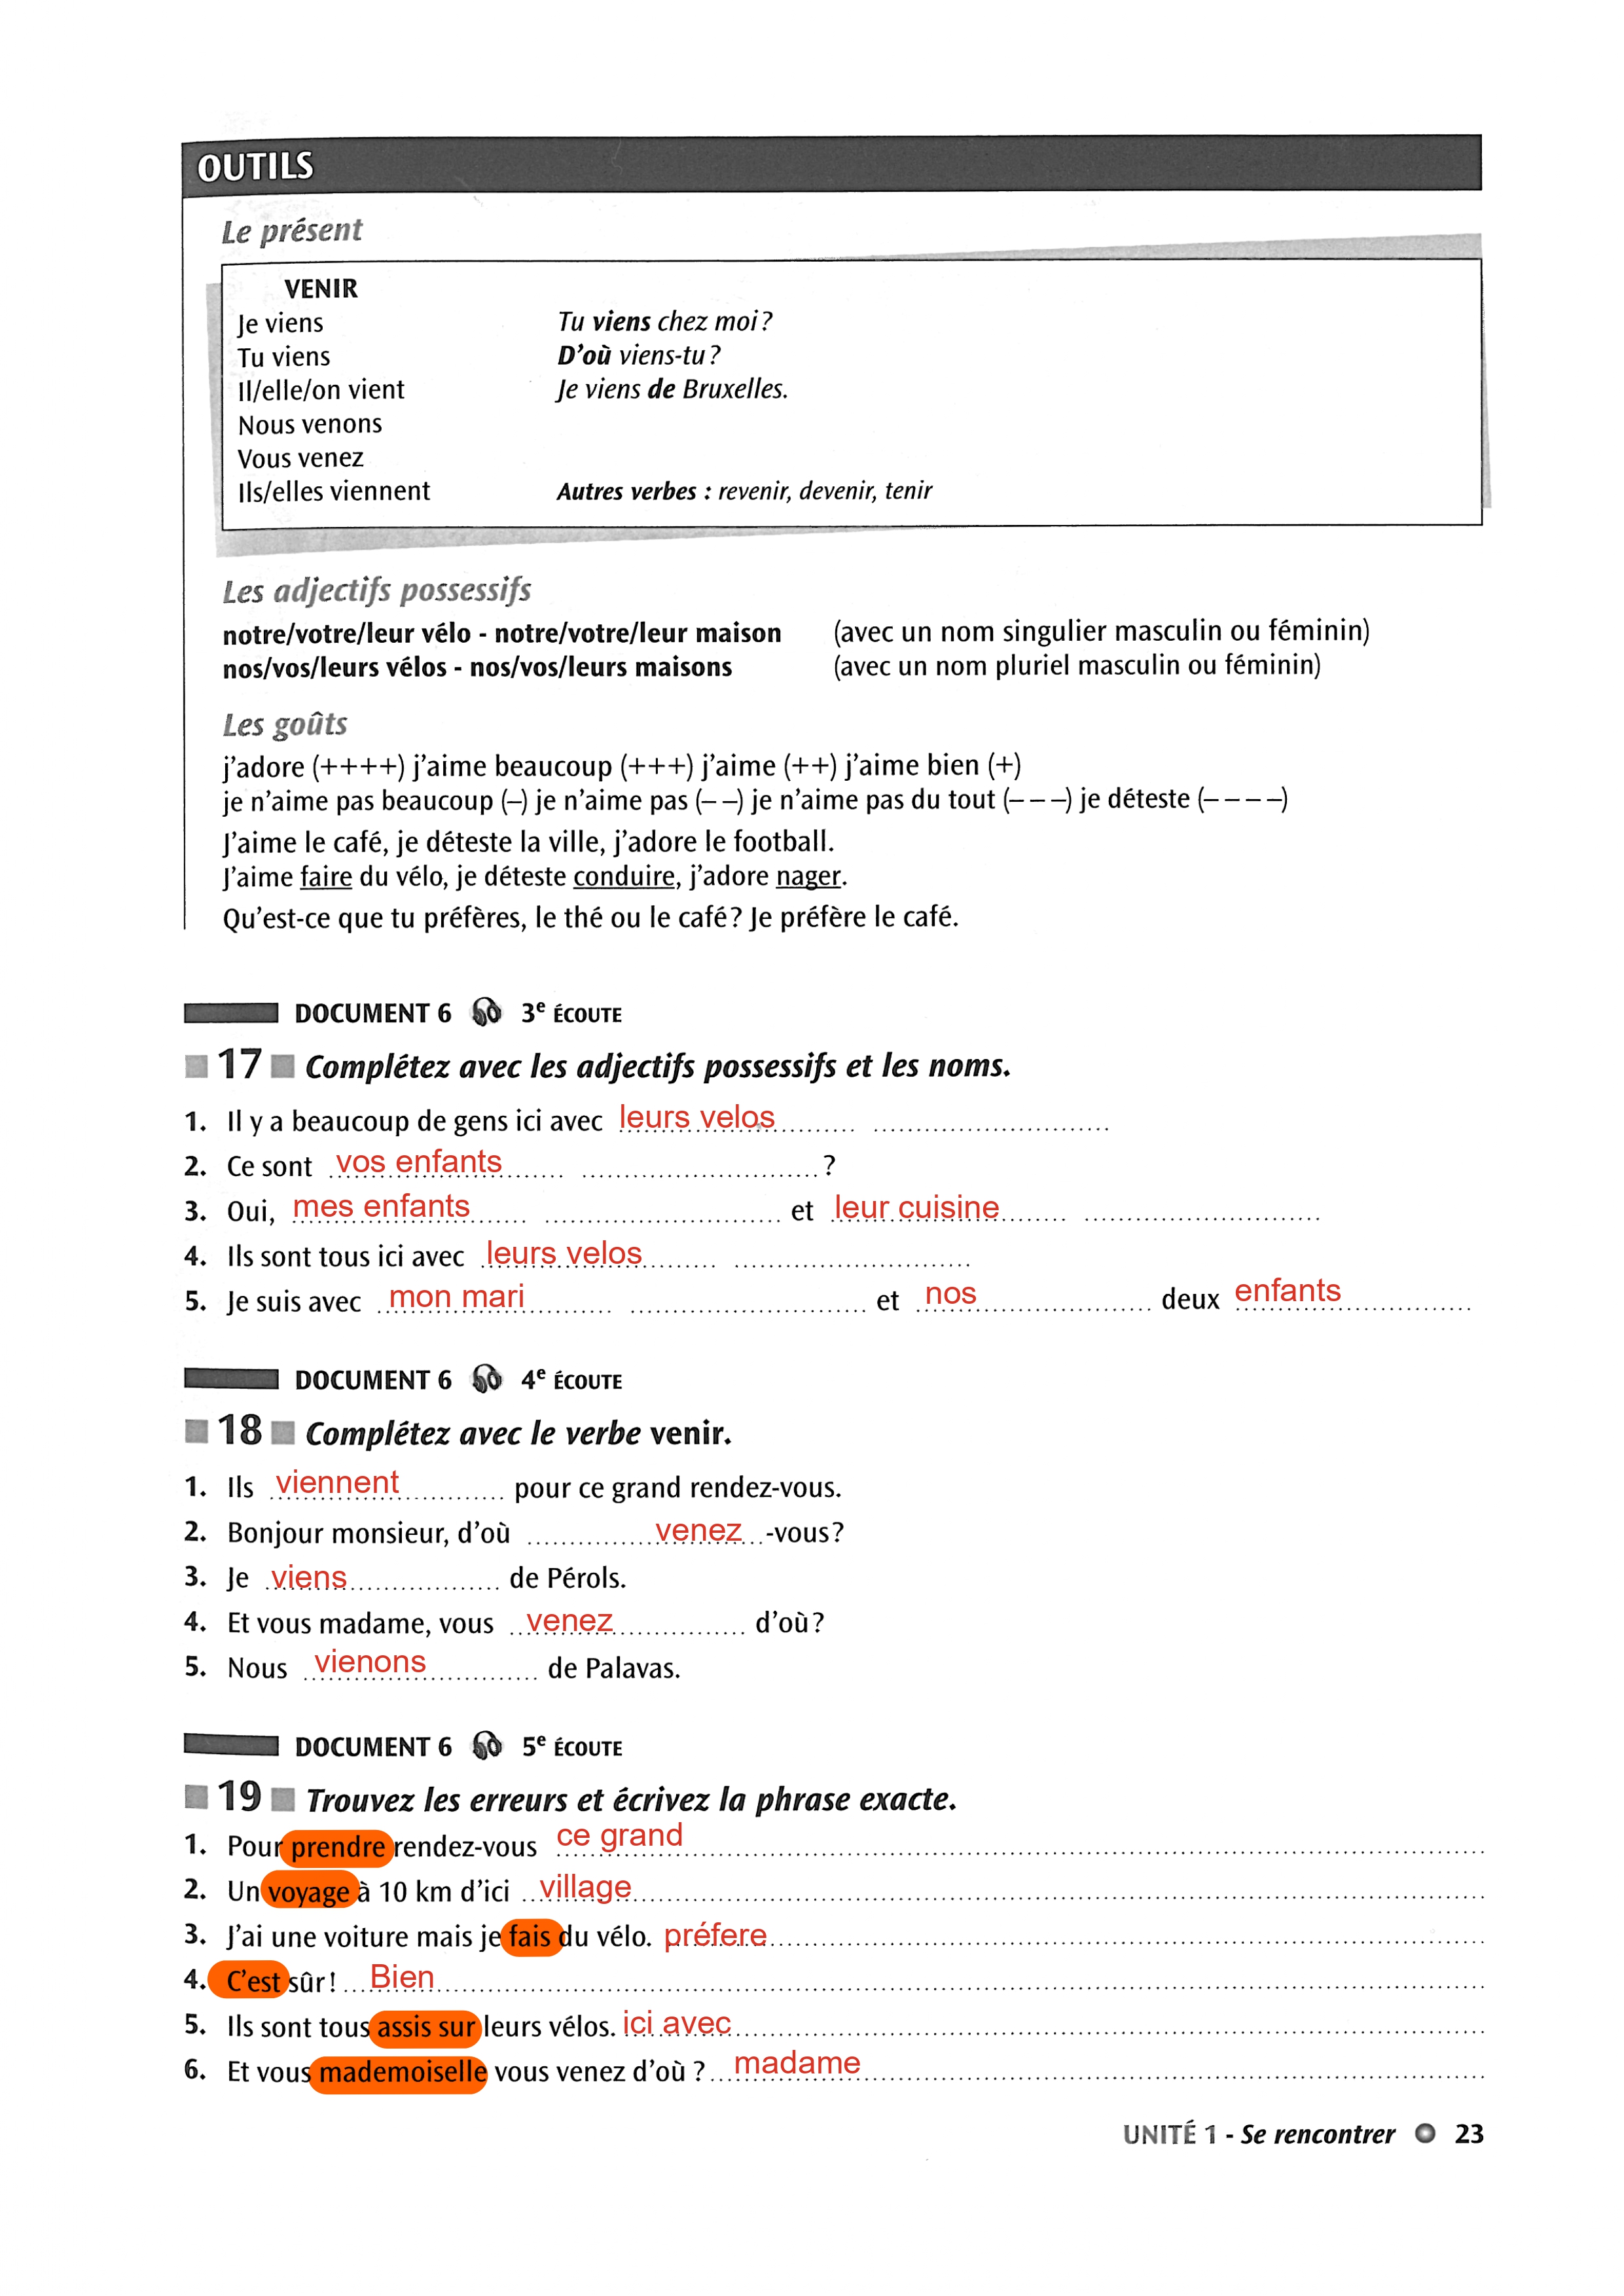 OUTILS
Le présent
VENIR
Je viens Tu viens chez moi ?
Tu viens D'où viens-tu ?
Il/elle/on vient Je viens de Bruxelles.
Nous venons
Vous venez
Ils/elles viennent Autres verbes : revenir, devenir, tenir
Les adjectifs possessifs
notre/votre/leur vélo - notre/votre/leur maison (avec un nom singulier masculin ou féminin)
nos/vos/leurs vélos - nos/vos/leurs maisons (avec un nom pluriel masculin ou féminin)
Les goûts
j'adore (++++) j'aime beaucoup (+++) j'aime (++) j'aime bien (+)
je n'aime pas beaucoup (–) je n'aime pas (– –) je n'aime pas du tout (– – –) je déteste (– – – –)
J'aime le café, je déteste la ville, j'adore le football.
J'aime faire du vélo, je déteste conduire, j'adore nager.
Qu'est-ce que tu préfères, le thé ou le café ? Je préfère le café.
DOCUMENT 6 3e ÉCOUTE
17 Complétez avec les adjectifs possessifs et les noms.
1. Il y a beaucoup de gens ici avec leurs velos
2. Ce sont vos enfants ?
3. Oui, mes enfants et leur cuisine
4. Ils sont tous ici avec leurs velos
5. Je suis avec mon mari et nos deux enfants
DOCUMENT 6 4e ÉCOUTE
18 Complétez avec le verbe venir.
1. Ils viennent pour ce grand rendez-vous.
2. Bonjour monsieur, d'où venez -vous ?
3. Je viens de Pérols.
4. Et vous madame, vous venez d'où ?
5. Nous vienons de Palavas.
DOCUMENT 6 5e ÉCOUTE
19 Trouvez les erreurs et écrivez la phrase exacte.
1. Pour prendre rendez-vous ce grand
2. Un voyage à 10 km d'ici village
3. J'ai une voiture mais je fais du vélo. préfere
4. C'est sûr ! Bien
5. Ils sont tous assis sur leurs vélos. ici avec
6. Et vous mademoiselle vous venez d'où ? madame
UNITÉ 1 - Se rencontrer 23